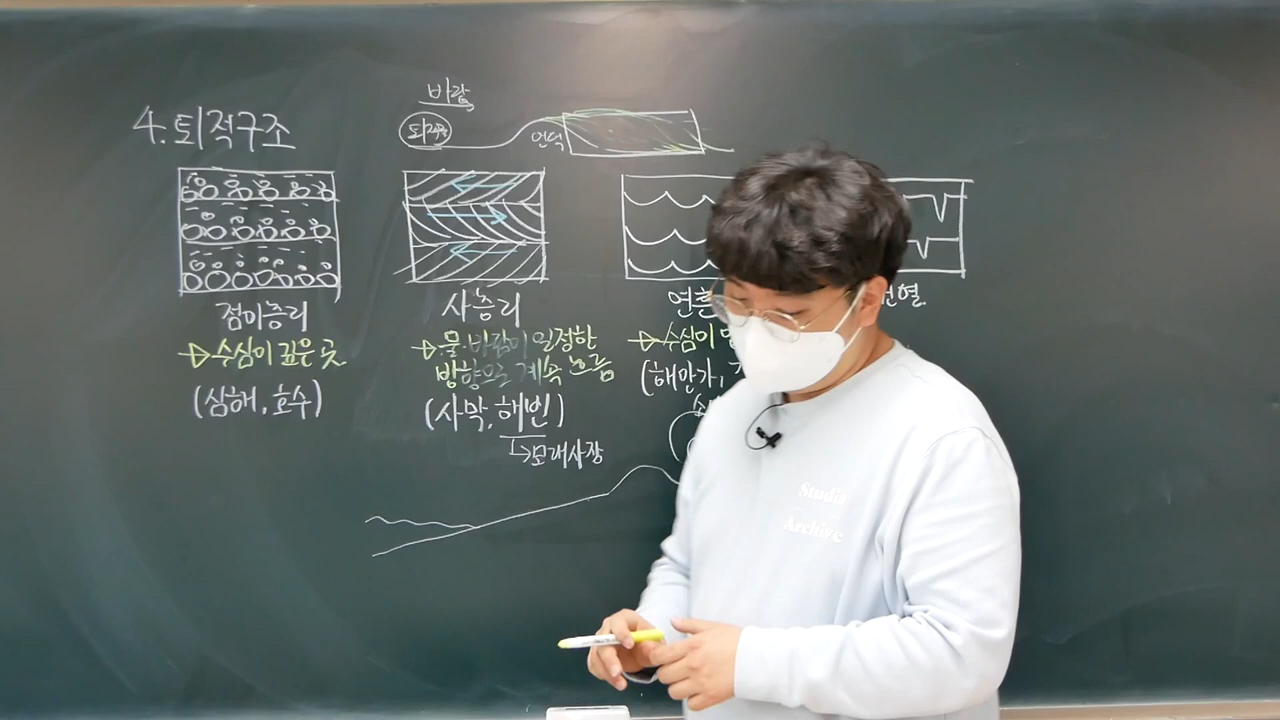 바람
4. 퇴적구조
퇴적물
언덕
점이층리
사층리
연흔
건열
▷수심이 깊은 곳
▷물·바람이 일정한
방향으로 계속 흐름
▷수심이
(심해, 호수)
(사막, 해빈)
(해안가,
→모래사장
Studio
Archive